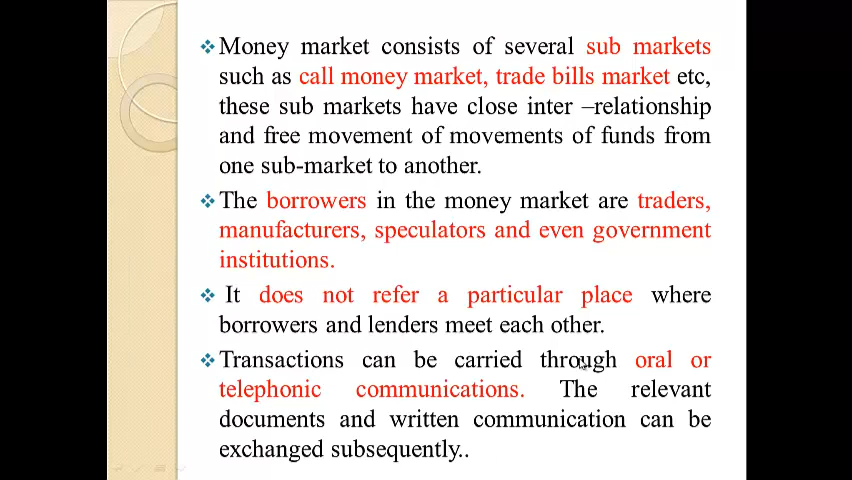 Money market consists of several sub markets
such as call money market, trade bills market etc,
these sub markets have close inter –relationship
and free movement of movements of funds from
one sub-market to another.
The borrowers in the money market are traders,
manufacturers, speculators and even government
institutions.
It does not refer a particular place where
borrowers and lenders meet each other.
Transactions can be carried through oral or
telephonic communications. The relevant
documents and written communication can be
exchanged subsequently..